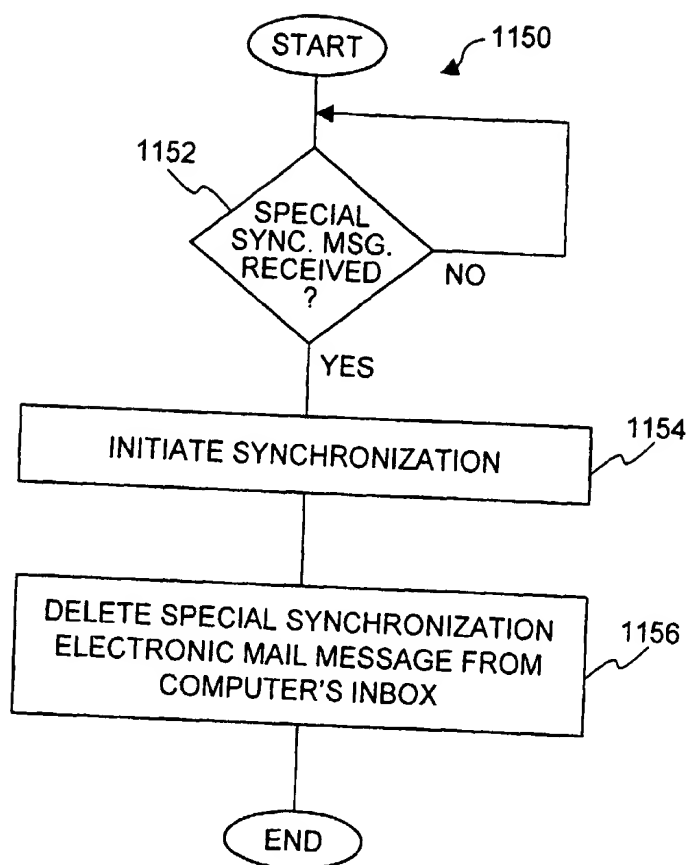 START
1150
1152
SPECIAL
SYNC. MSG.
RECEIVED
?
NO
YES
INITIATE SYNCHRONIZATION
1154
DELETE SPECIAL SYNCHRONIZATION
ELECTRONIC MAIL MESSAGE FROM
COMPUTER'S INBOX
1156
END